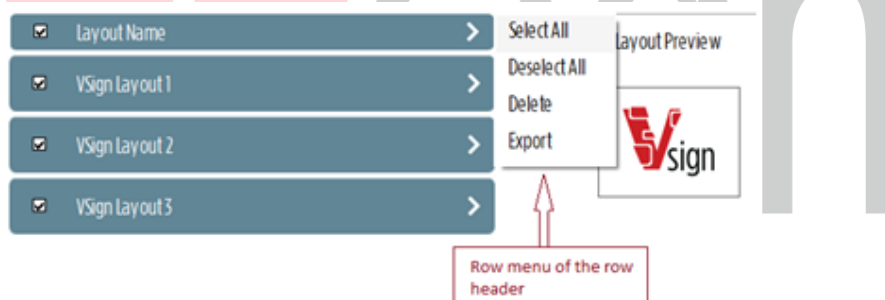 Layout Name
VSign Layout 1
VSign Layout 2
VSign Layout 3
Select All
Deselect All
Delete
Export
Layout Preview
Vsign
Row menu of the row
header